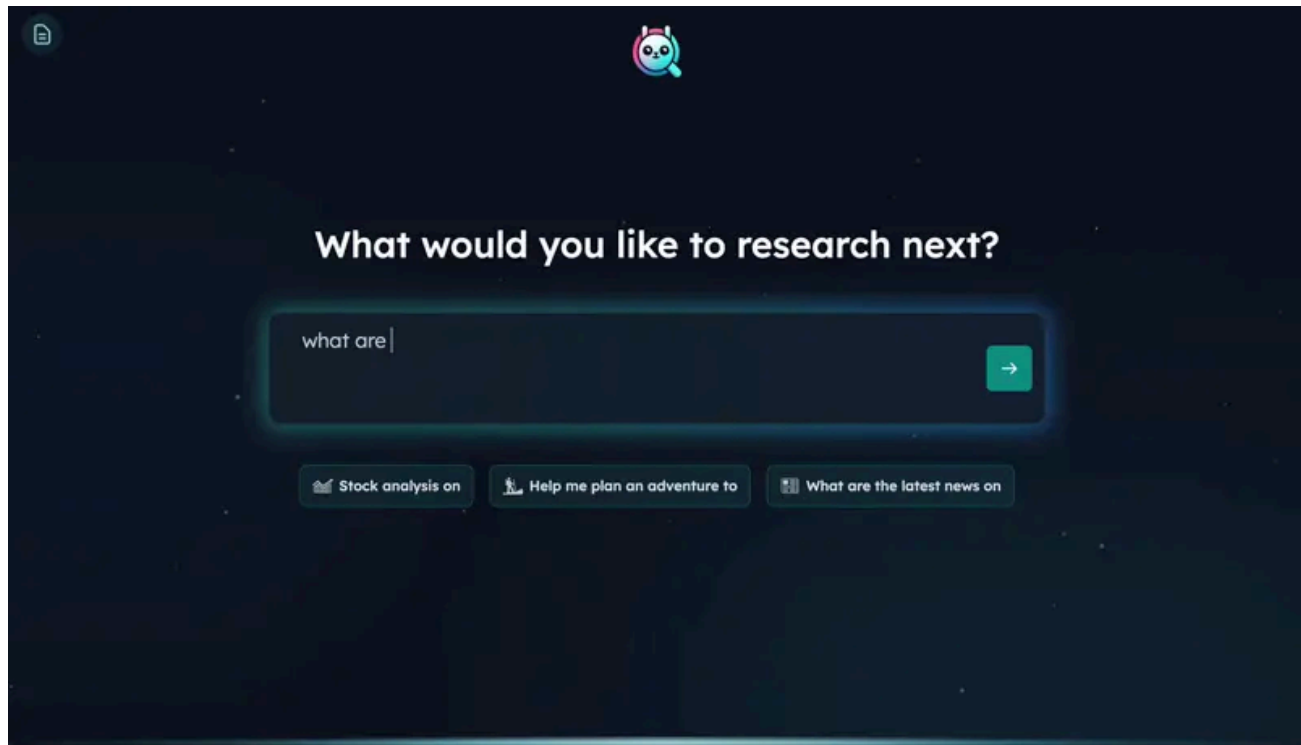 What would you like to research next?
what are
Stock analysis on
Help me plan an adventure to
What are the latest news on